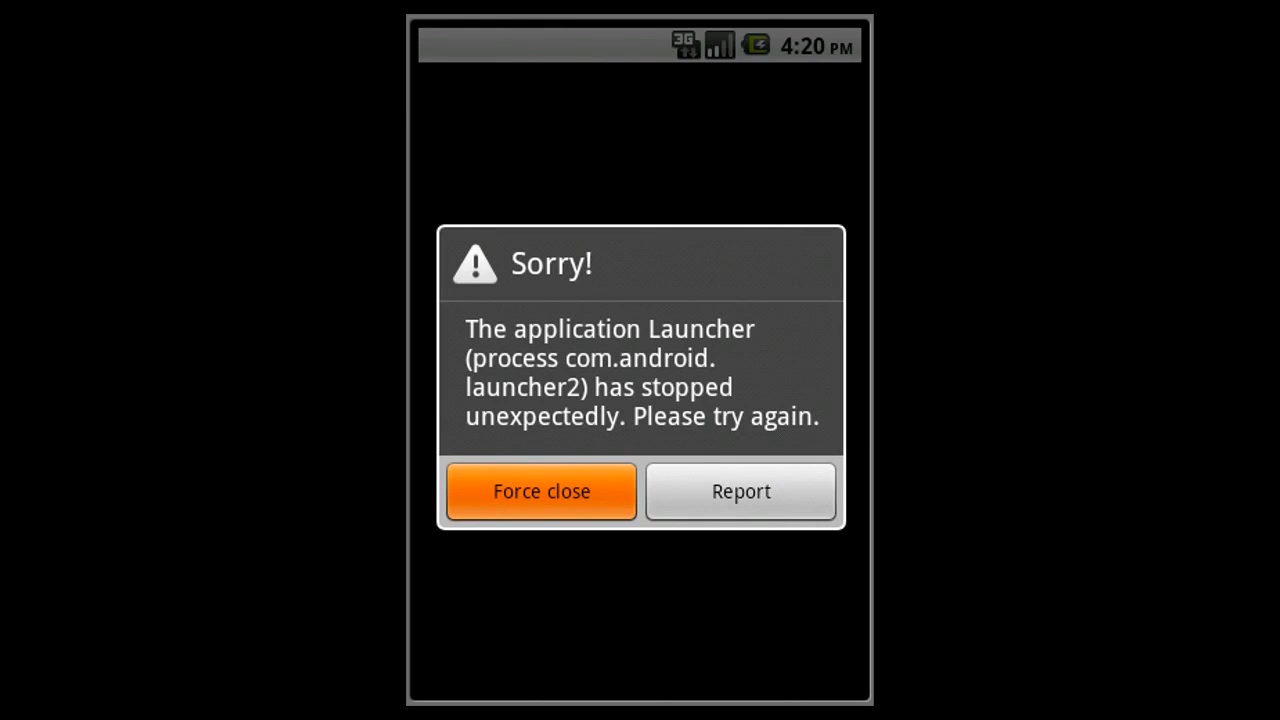 3G 4:20 PM
Sorry!
The application Launcher
(process com.android.
launcher2) has stopped
unexpectedly. Please try again.
Force close Report